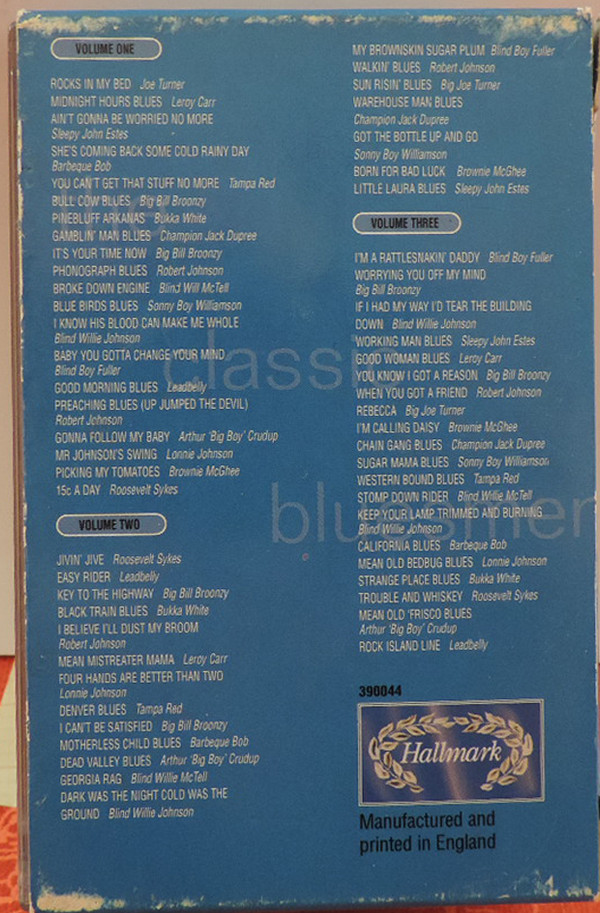 VOLUME ONE
ROCKS IN MY BED Joe Turner
MIDNIGHT HOURS BLUES Leroy Carr
AIN'T GONNA BE WORRIED NO MORE
Sleepy John Estes
SHE'S COMING BACK SOME COLD RAINY DAY
Barbeque Bob
YOU CAN'T GET THAT STUFF NO MORE Tampa Red
BULL COW BLUES Big Bill Broonzy
PINEBLUFF ARKANAS Bukka White
GAMBLIN' MAN BLUES Champion Jack Dupree
IT'S YOUR TIME NOW Big Bill Broonzy
PHONOGRAPH BLUES Robert Johnson
BROKE DOWN ENGINE Blind Will McTell
BLUE BIRDS BLUES Sonny Boy Williamson
I KNOW HIS BLOOD CAN MAKE ME WHOLE
Blind Willie Johnson
BABY YOU GOTTA CHANGE YOUR MIND
Blind Boy Fuller
GOOD MORNING BLUES Leadbelly
PREACHING BLUES (UP JUMPED THE DEVIL)
Robert Johnson
GONNA FOLLOW MY BABY Arthur 'Big Boy' Crudup
MR JOHNSON'S SWING Lonnie Johnson
PICKING MY TOMATOES Brownie McGhee
15c A DAY Roosevelt Sykes
VOLUME TWO
JIVIN' JIVE Roosevelt Sykes
EASY RIDER Leadbelly
KEY TO THE HIGHWAY Big Bill Broonzy
BLACK TRAIN BLUES Bukka White
I BELIEVE I'LL DUST MY BROOM
Robert Johnson
MEAN MISTREATER MAMA Leroy Carr
FOUR HANDS ARE BETTER THAN TWO
Lonnie Johnson
DENVER BLUES Tampa Red
I CAN'T BE SATISFIED Big Bill Broonzy
MOTHERLESS CHILD BLUES Barbeque Bob
DEAD VALLEY BLUES Arthur 'Big Boy' Crudup
GEORGIA RAG Blind Willie McTell
DARK WAS THE NIGHT COLD WAS THE
GROUND Blind Willie Johnson
MY BROWNSKIN SUGAR PLUM Blind Boy Fuller
WALKIN' BLUES Robert Johnson
SUN RISIN' BLUES Big Joe Turner
WAREHOUSE MAN BLUES
Champion Jack Dupree
GOT THE BOTTLE UP AND GO
Sonny Boy Williamson
BORN FOR BAD LUCK Brownie McGhee
LITTLE LAURA BLUES Sleepy John Estes
VOLUME THREE
I'M A RATTLESNAKIN' DADDY Blind Boy Fuller
WORRYING YOU OFF MY MIND
Big Bill Broonzy
IF I HAD MY WAY I'D TEAR THE BUILDING
DOWN Blind Willie Johnson
WORKING MAN BLUES Sleepy John Estes
GOOD WOMAN BLUES Leroy Carr
YOU KNOW I GOT A REASON Big Bill Broonzy
WHEN YOU GOT A FRIEND Robert Johnson
REBECCA Big Joe Turner
I'M CALLING DAISY Brownie McGhee
CHAIN GANG BLUES Champion Jack Dupree
SUGAR MAMA BLUES Sonny Boy Williamson
WESTERN BOUND BLUES Tampa Red
STOMP DOWN RIDER Blind Willie McTell
KEEP YOUR LAMP TRIMMED AND BURNING
Blind Willie Johnson
CALIFORNIA BLUES Barbeque Bob
MEAN OLD BEDBUG BLUES Lonnie Johnson
STRANGE PLACE BLUES Bukka White
TROUBLE AND WHISKEY Roosevelt Sykes
MEAN OLD 'FRISCO BLUES
Arthur 'Big Boy' Crudup
ROCK ISLAND LINE Leadbelly
390044
Hallmark
Manufactured and
printed in England
the
classic
bluesmen